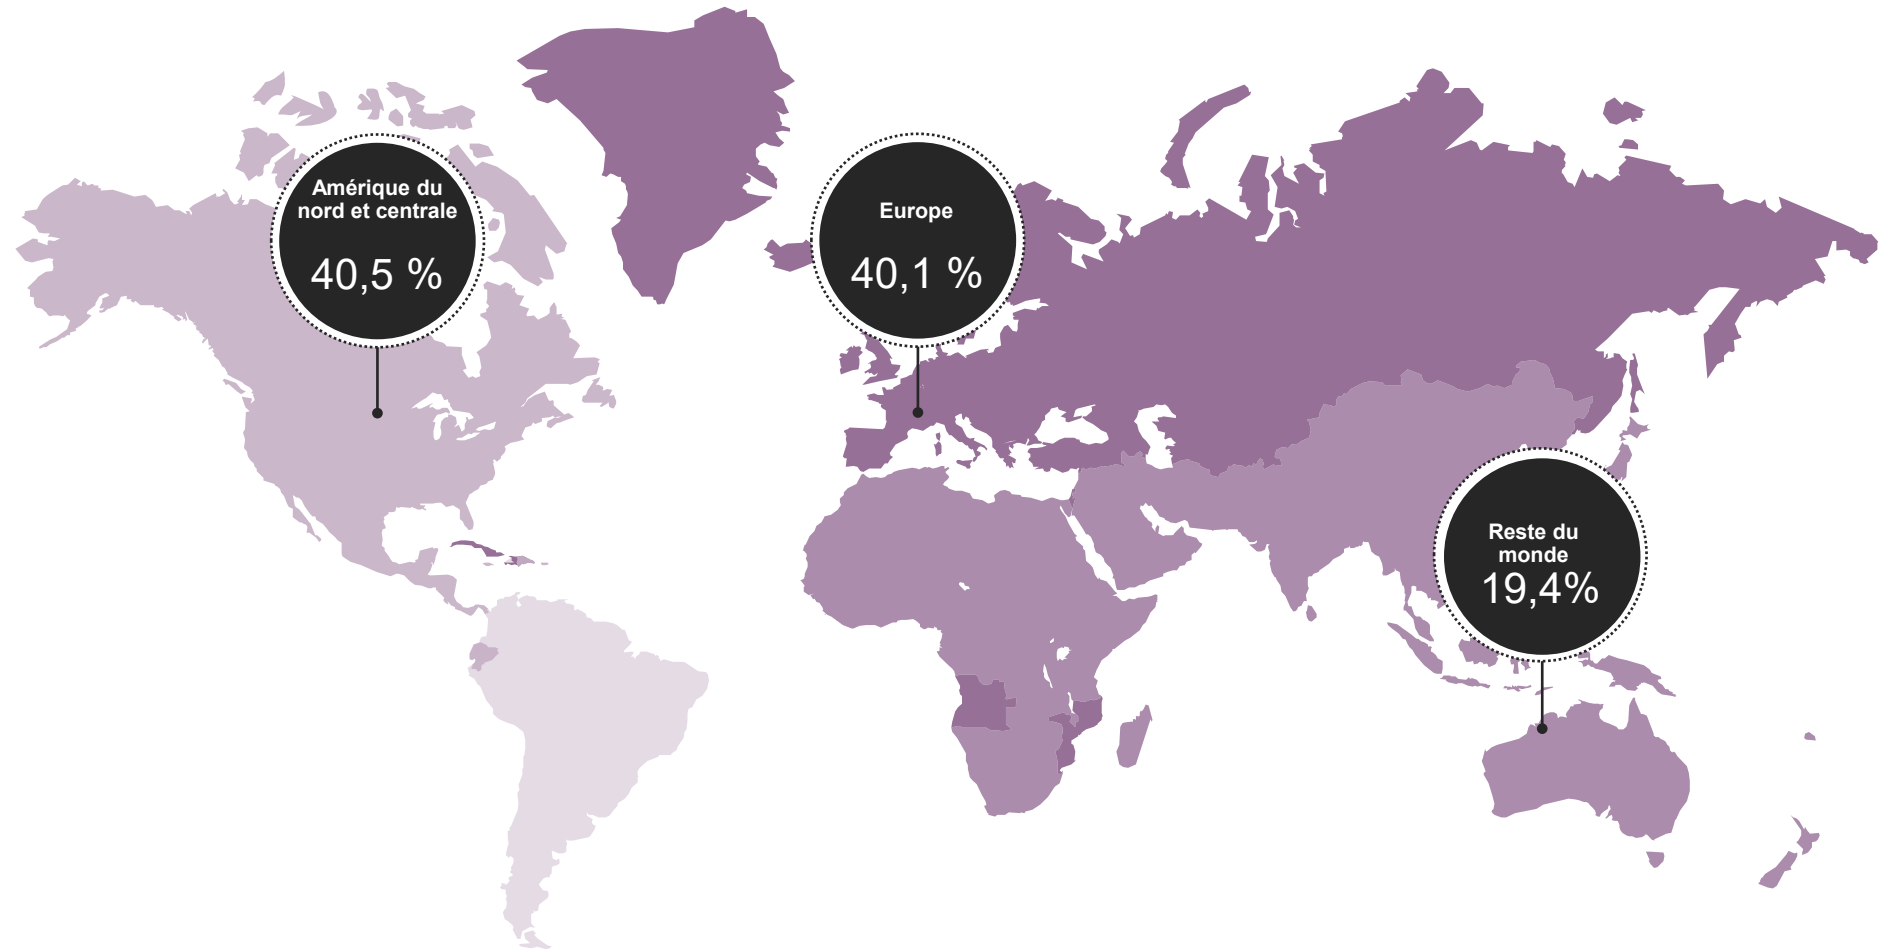 Amérique du
nord et centrale
40,5 %
Europe
40,1 %
Reste du
monde
19,4%